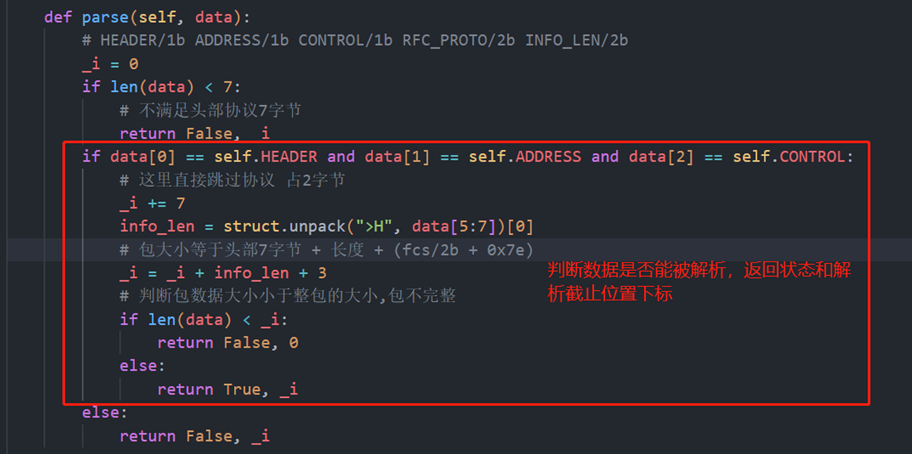 def parse(self, data):
# HEADER/1b ADDRESS/1b CONTROL/1b RFC_PROTO/2b INFO_LEN/2b
_i = 0
if len(data) < 7:
# 不满足头部协议7字节
return False, _i
if data[0] == self.HEADER and data[1] == self.ADDRESS and data[2] == self.CONTROL:
# 这里直接跳过协议 占2字节
_i += 7
info_len = struct.unpack(">H", data[5:7])[0]
# 包大小等于头部7字节 + 长度 + (fcs/2b + 0x7e)
_i = _i + info_len + 3
# 判断包数据大小小于整包的大小,包不完整
if len(data) < _i:
return False, 0
else:
return True, _i
else:
return False, _i
判断数据是否能被解析，返回状态和解
析截止位置下标